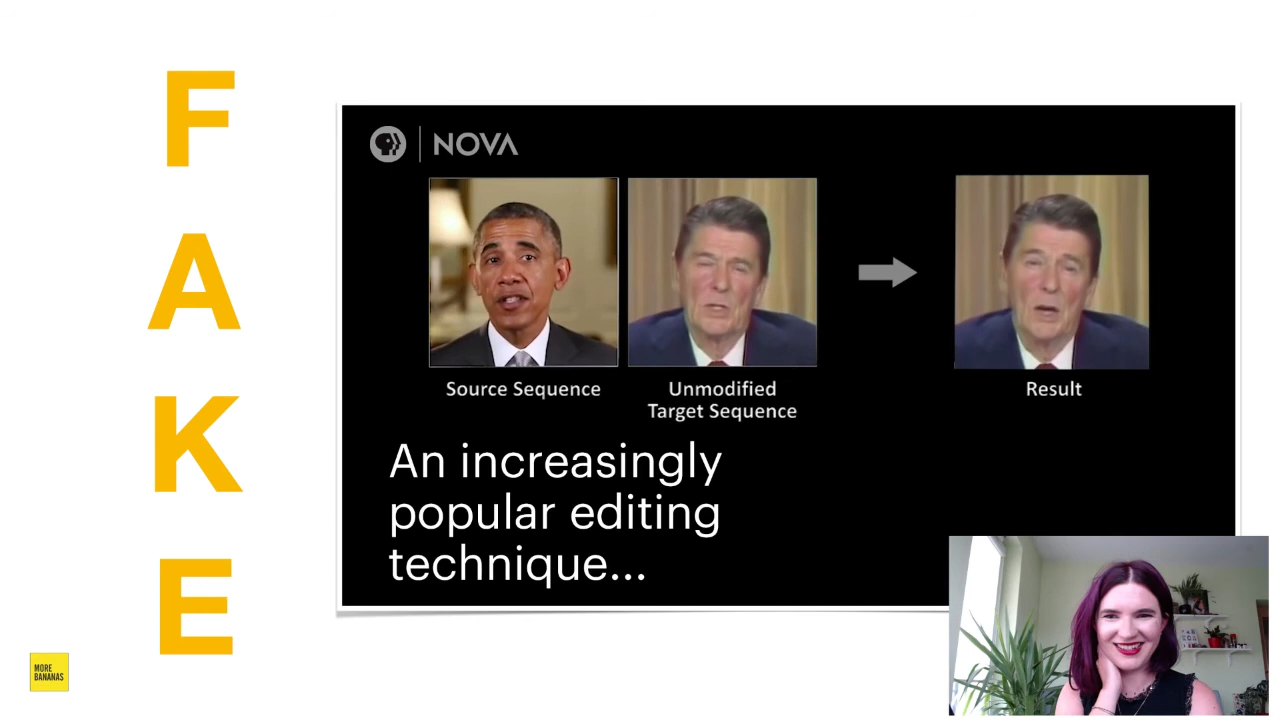 F
A
K
E
NOVA
Source Sequence
Unmodified
Target Sequence
Result
An increasingly
popular editing
technique...
MORE
BANANAS